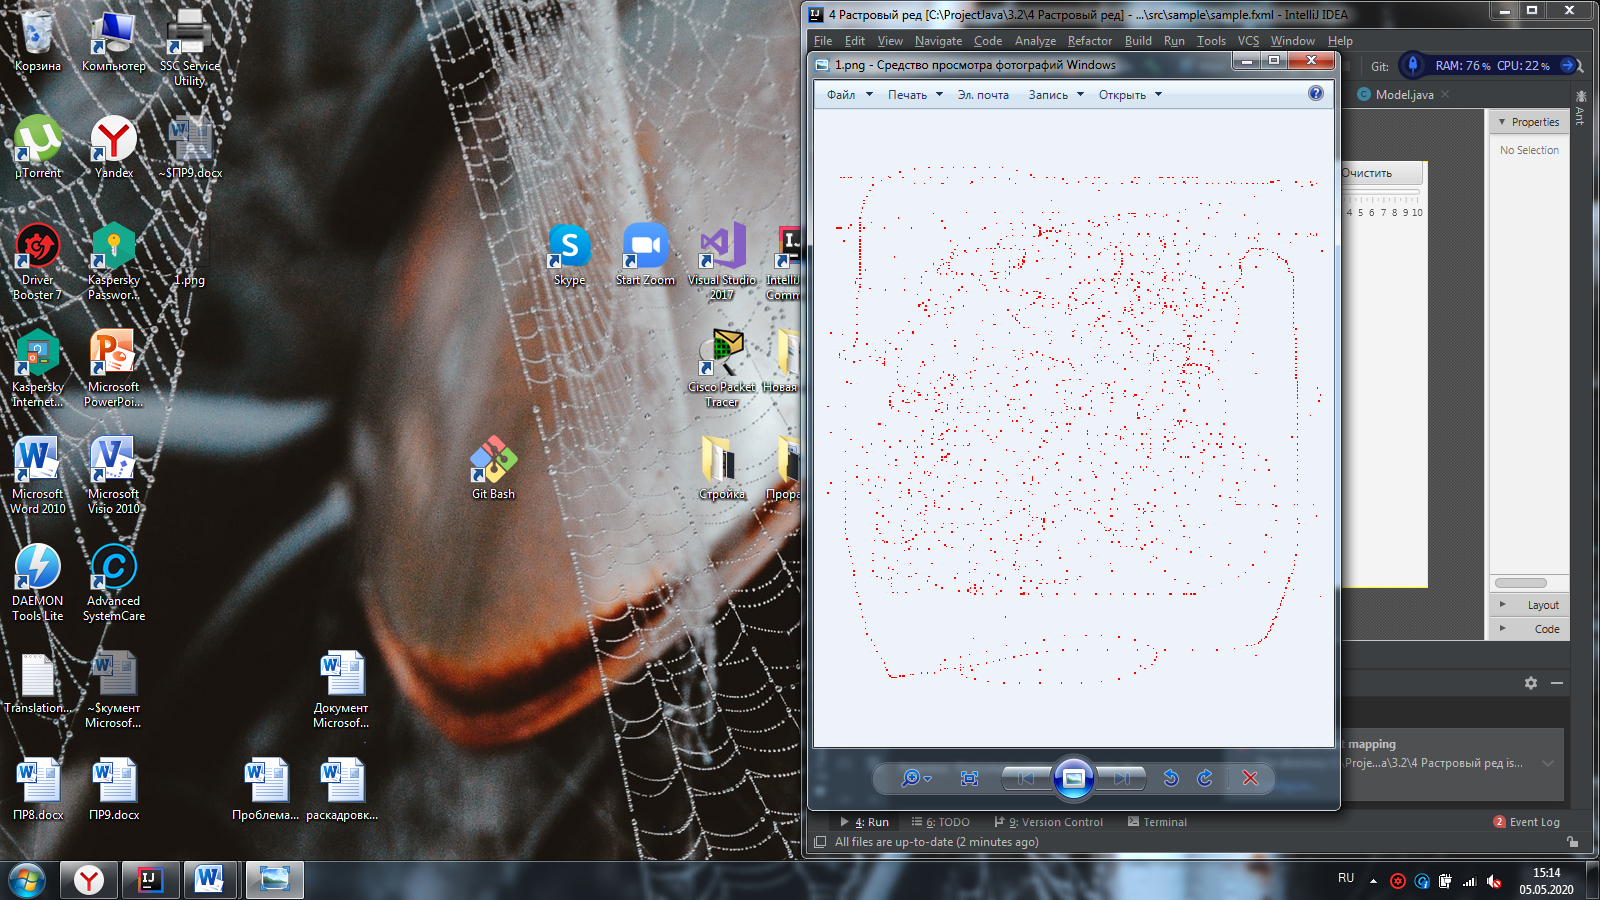 Корзина
Компьютер
SSC Service
Utility
µTorrent
Yandex
~$ПР9.docx
Driver
Booster 7
Kaspersky
Passwor...
1.png
Kaspersky
Internet...
Microsoft
PowerPoi...
Microsoft
Word 2010
Microsoft
Visio 2010
DAEMON
Tools Lite
Advanced
SystemCare
Translation...
~$кумент
Microsof...
Документ
Microsof...
ПР8.docx
ПР9.docx
Проблема...
раскадровк...
Skype
Start Zoom
Visual Studio
2017
IntelliJ
Comm
Cisco Packet
Tracer
Новая
Git Bash
Стройка
Прора
4 Растровый ред [C:\ProjectJava\3.2\4 Растровый ред] - ...\src\sample\sample.fxml - IntelliJ IDEA
File Edit View Navigate Code Analyze Refactor Build Run Tools VCS Window Help
1.png - Средство просмотра фотографий Windows
Git:
RAM: 76 % CPU: 22 %
Файл Печать Эл. почта Запись Открыть
Model.java
Ant
Properties
No Selection
Очистить
4 5 6 7 8 9 10
Layout
Code
t mapping
\Proje...a\3.2\4 Растровый ред is...
4: Run 6: TODO 9: Version Control Terminal
2 Event Log
All files are up-to-date (2 minutes ago)
RU
15:14
05.05.2020